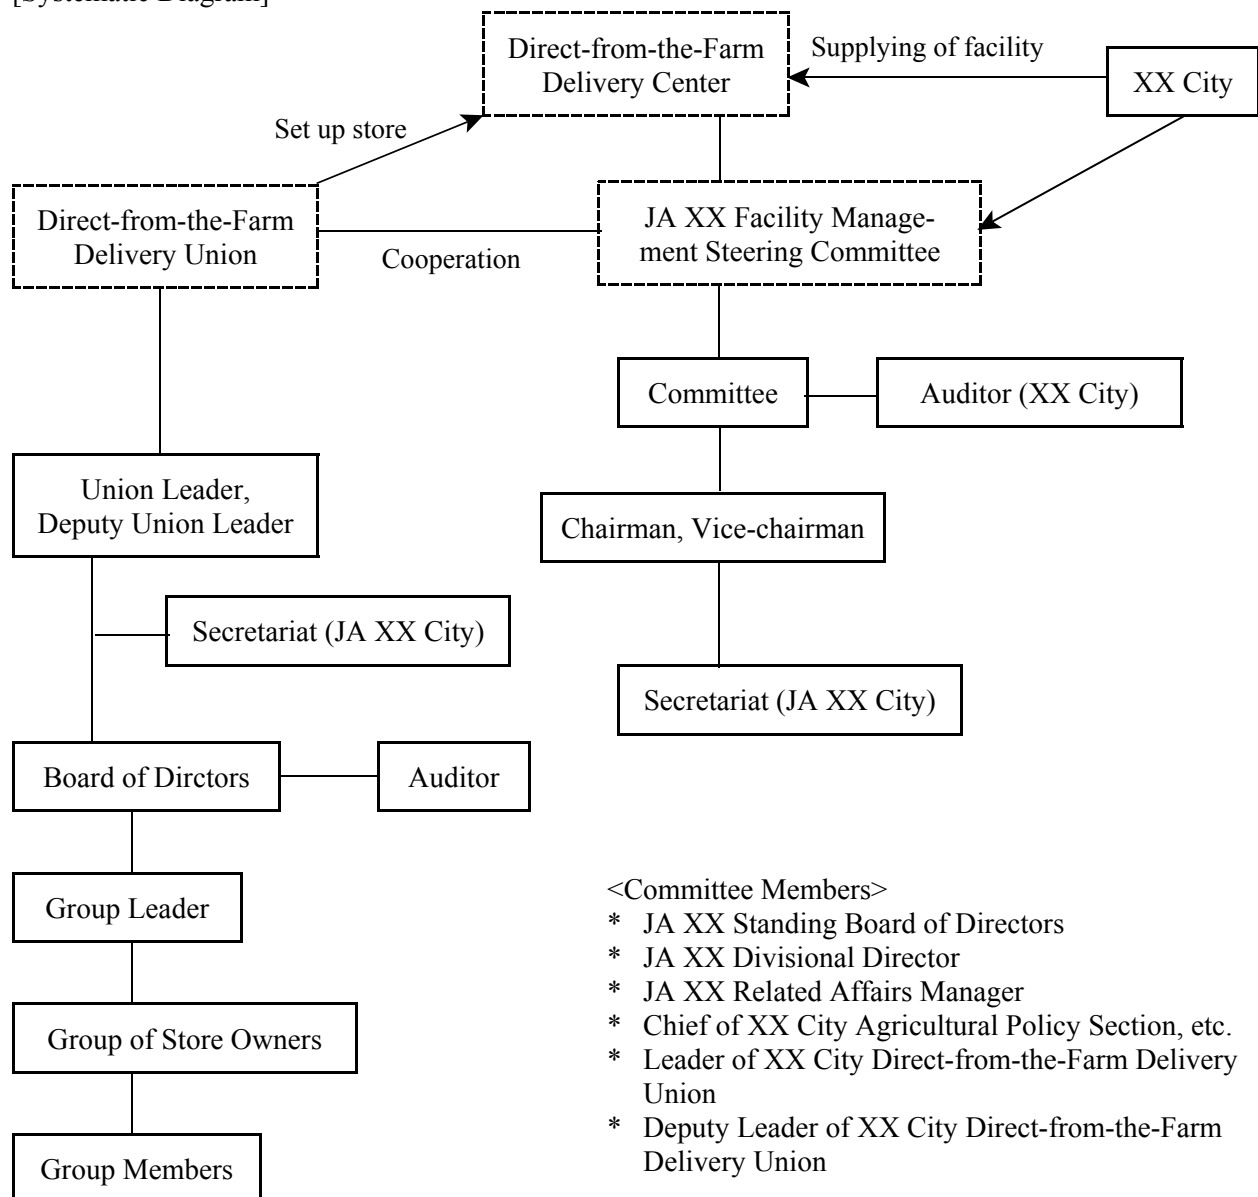 [Systematic Diagram]
Direct-from-the-Farm
Delivery Center
Supplying of facility
XX City
Set up store
Direct-from-the-Farm
Delivery Union
Cooperation
JA XX Facility Manage-
ment Steering Committee
Committee
Auditor (XX City)
Union Leader,
Deputy Union Leader
Chairman, Vice-chairman
Secretariat (JA XX City)
Secretariat (JA XX City)
Board of Dirctors
Auditor
Group Leader
Group of Store Owners
Group Members
<Committee Members>
* JA XX Standing Board of Directors
* JA XX Divisional Director
* JA XX Related Affairs Manager
* Chief of XX City Agricultural Policy Section, etc.
* Leader of XX City Direct-from-the-Farm Delivery
Union
* Deputy Leader of XX City Direct-from-the-Farm
Delivery Union